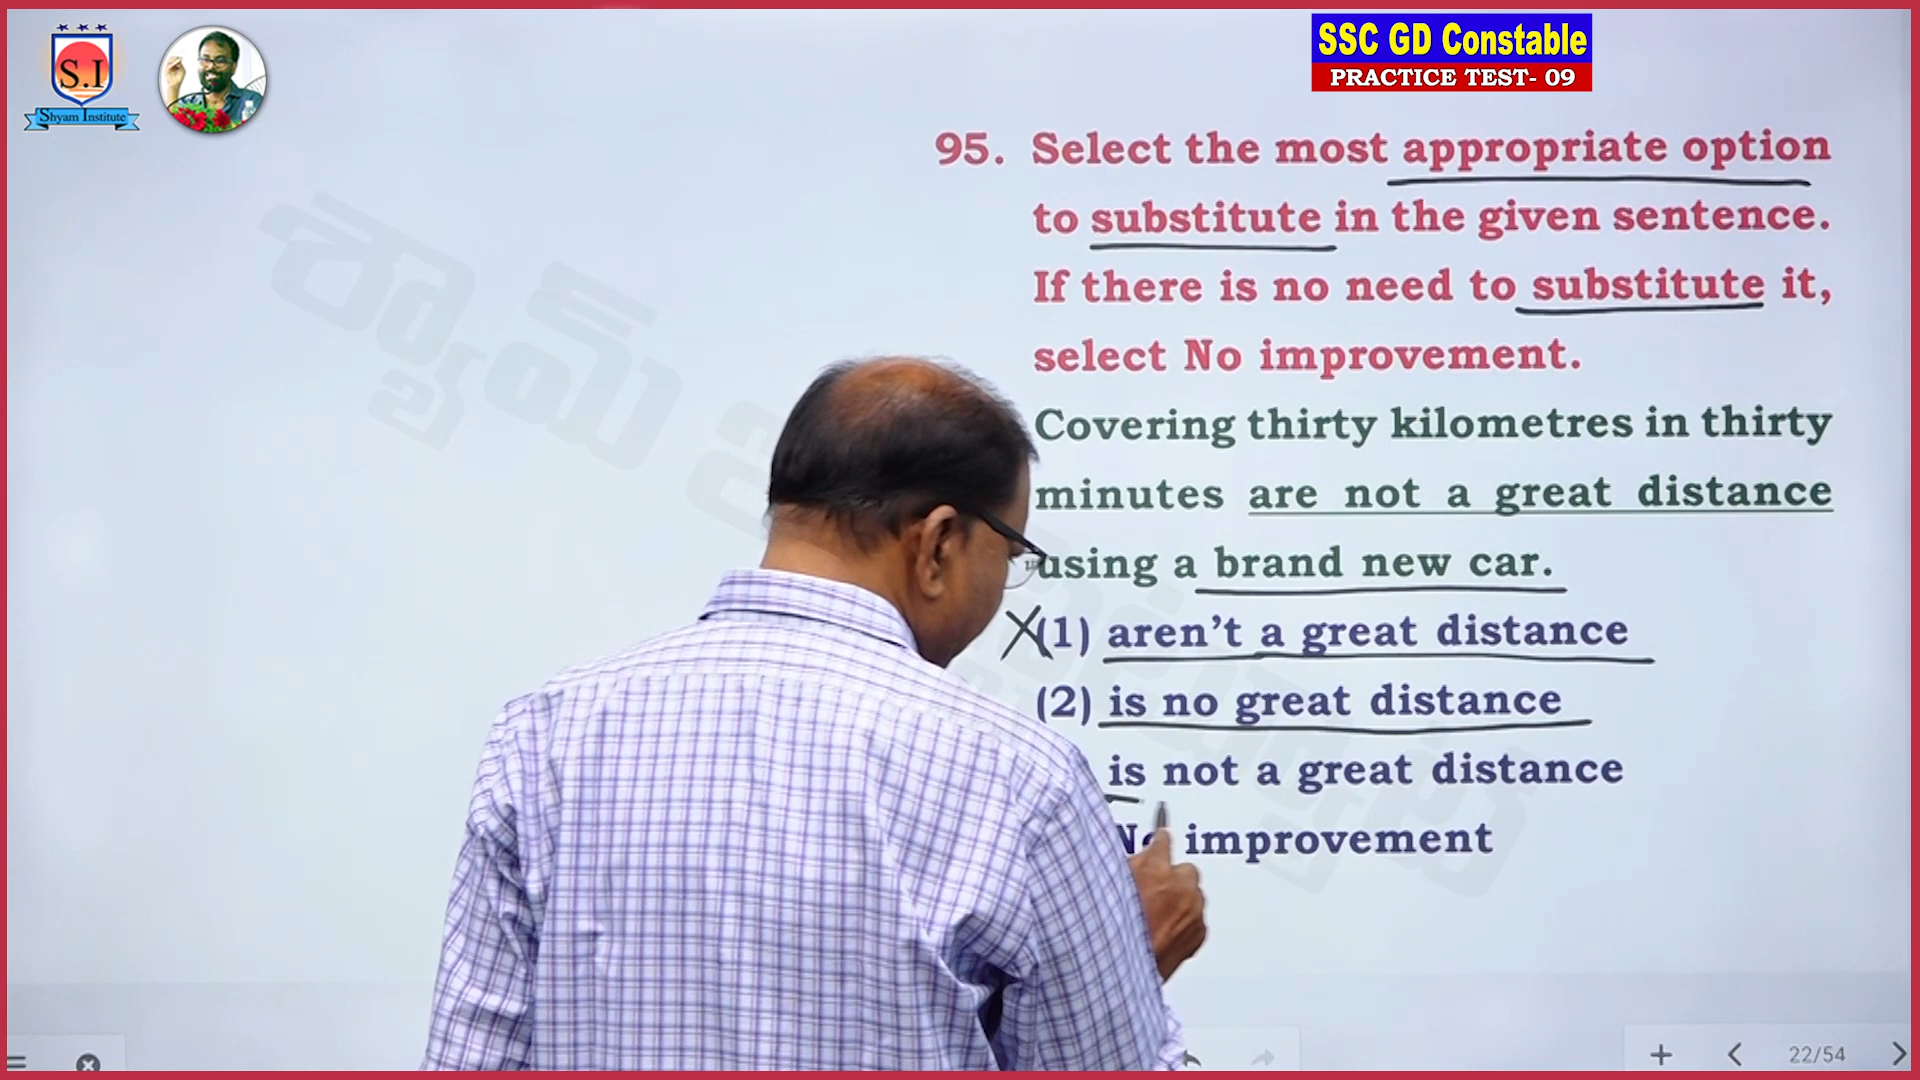 S.I
Shyam Institute
SSC GD Constable
PRACTICE TEST- 09
95. Select the most appropriate option
to substitute in the given sentence.
If there is no need to substitute it,
select No improvement.
Covering thirty kilometres in thirty
minutes are not a great distance
using a brand new car.
(1) aren't a great distance
(2) is no great distance
is not a great distance
No improvement
22/54